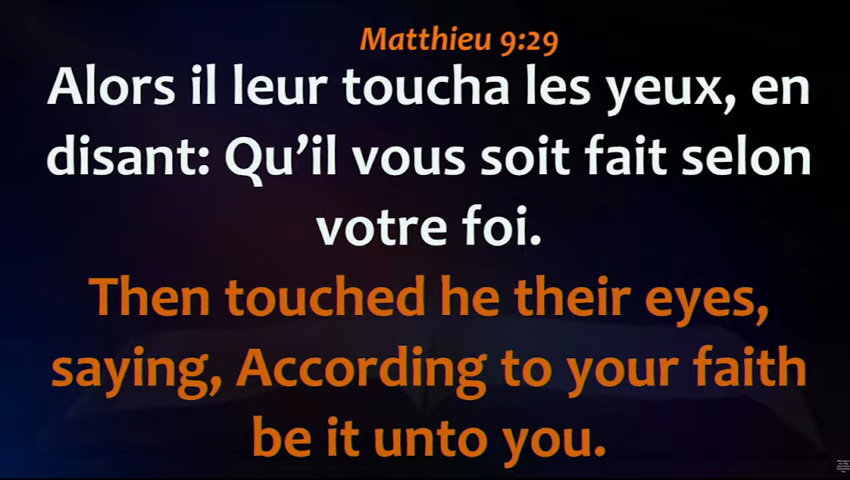 Matthieu 9:29
Alors il leur toucha les yeux, en
disant: Qu’il vous soit fait selon
votre foi.
Then touched he their eyes,
saying, According to your faith
be it unto you.